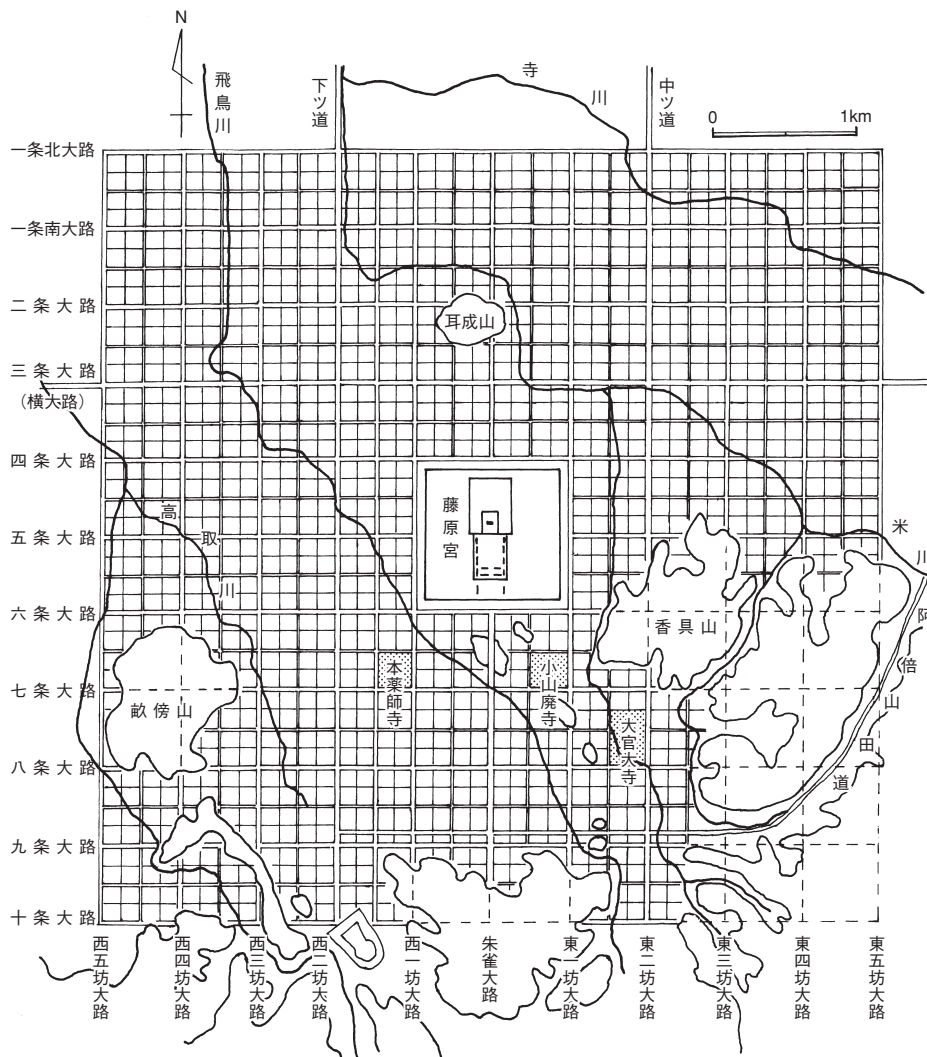 N
飛鳥川
下ツ道
寺川
中ツ道
0 1km
一条北大路
一条南大路
二条大路
耳成山
三条大路
（横大路）
四条大路
藤原宮
高取川
五条大路
米川
六条大路
香具山
阿倍山田道
本薬師寺
小山廃寺
七条大路
畝傍山
大官大寺
八条大路
九条大路
十条大路
西五坊大路
西四坊大路
西三坊大路
西二坊大路
西一坊大路
朱雀大路
東一坊大路
東二坊大路
東三坊大路
東四坊大路
東五坊大路